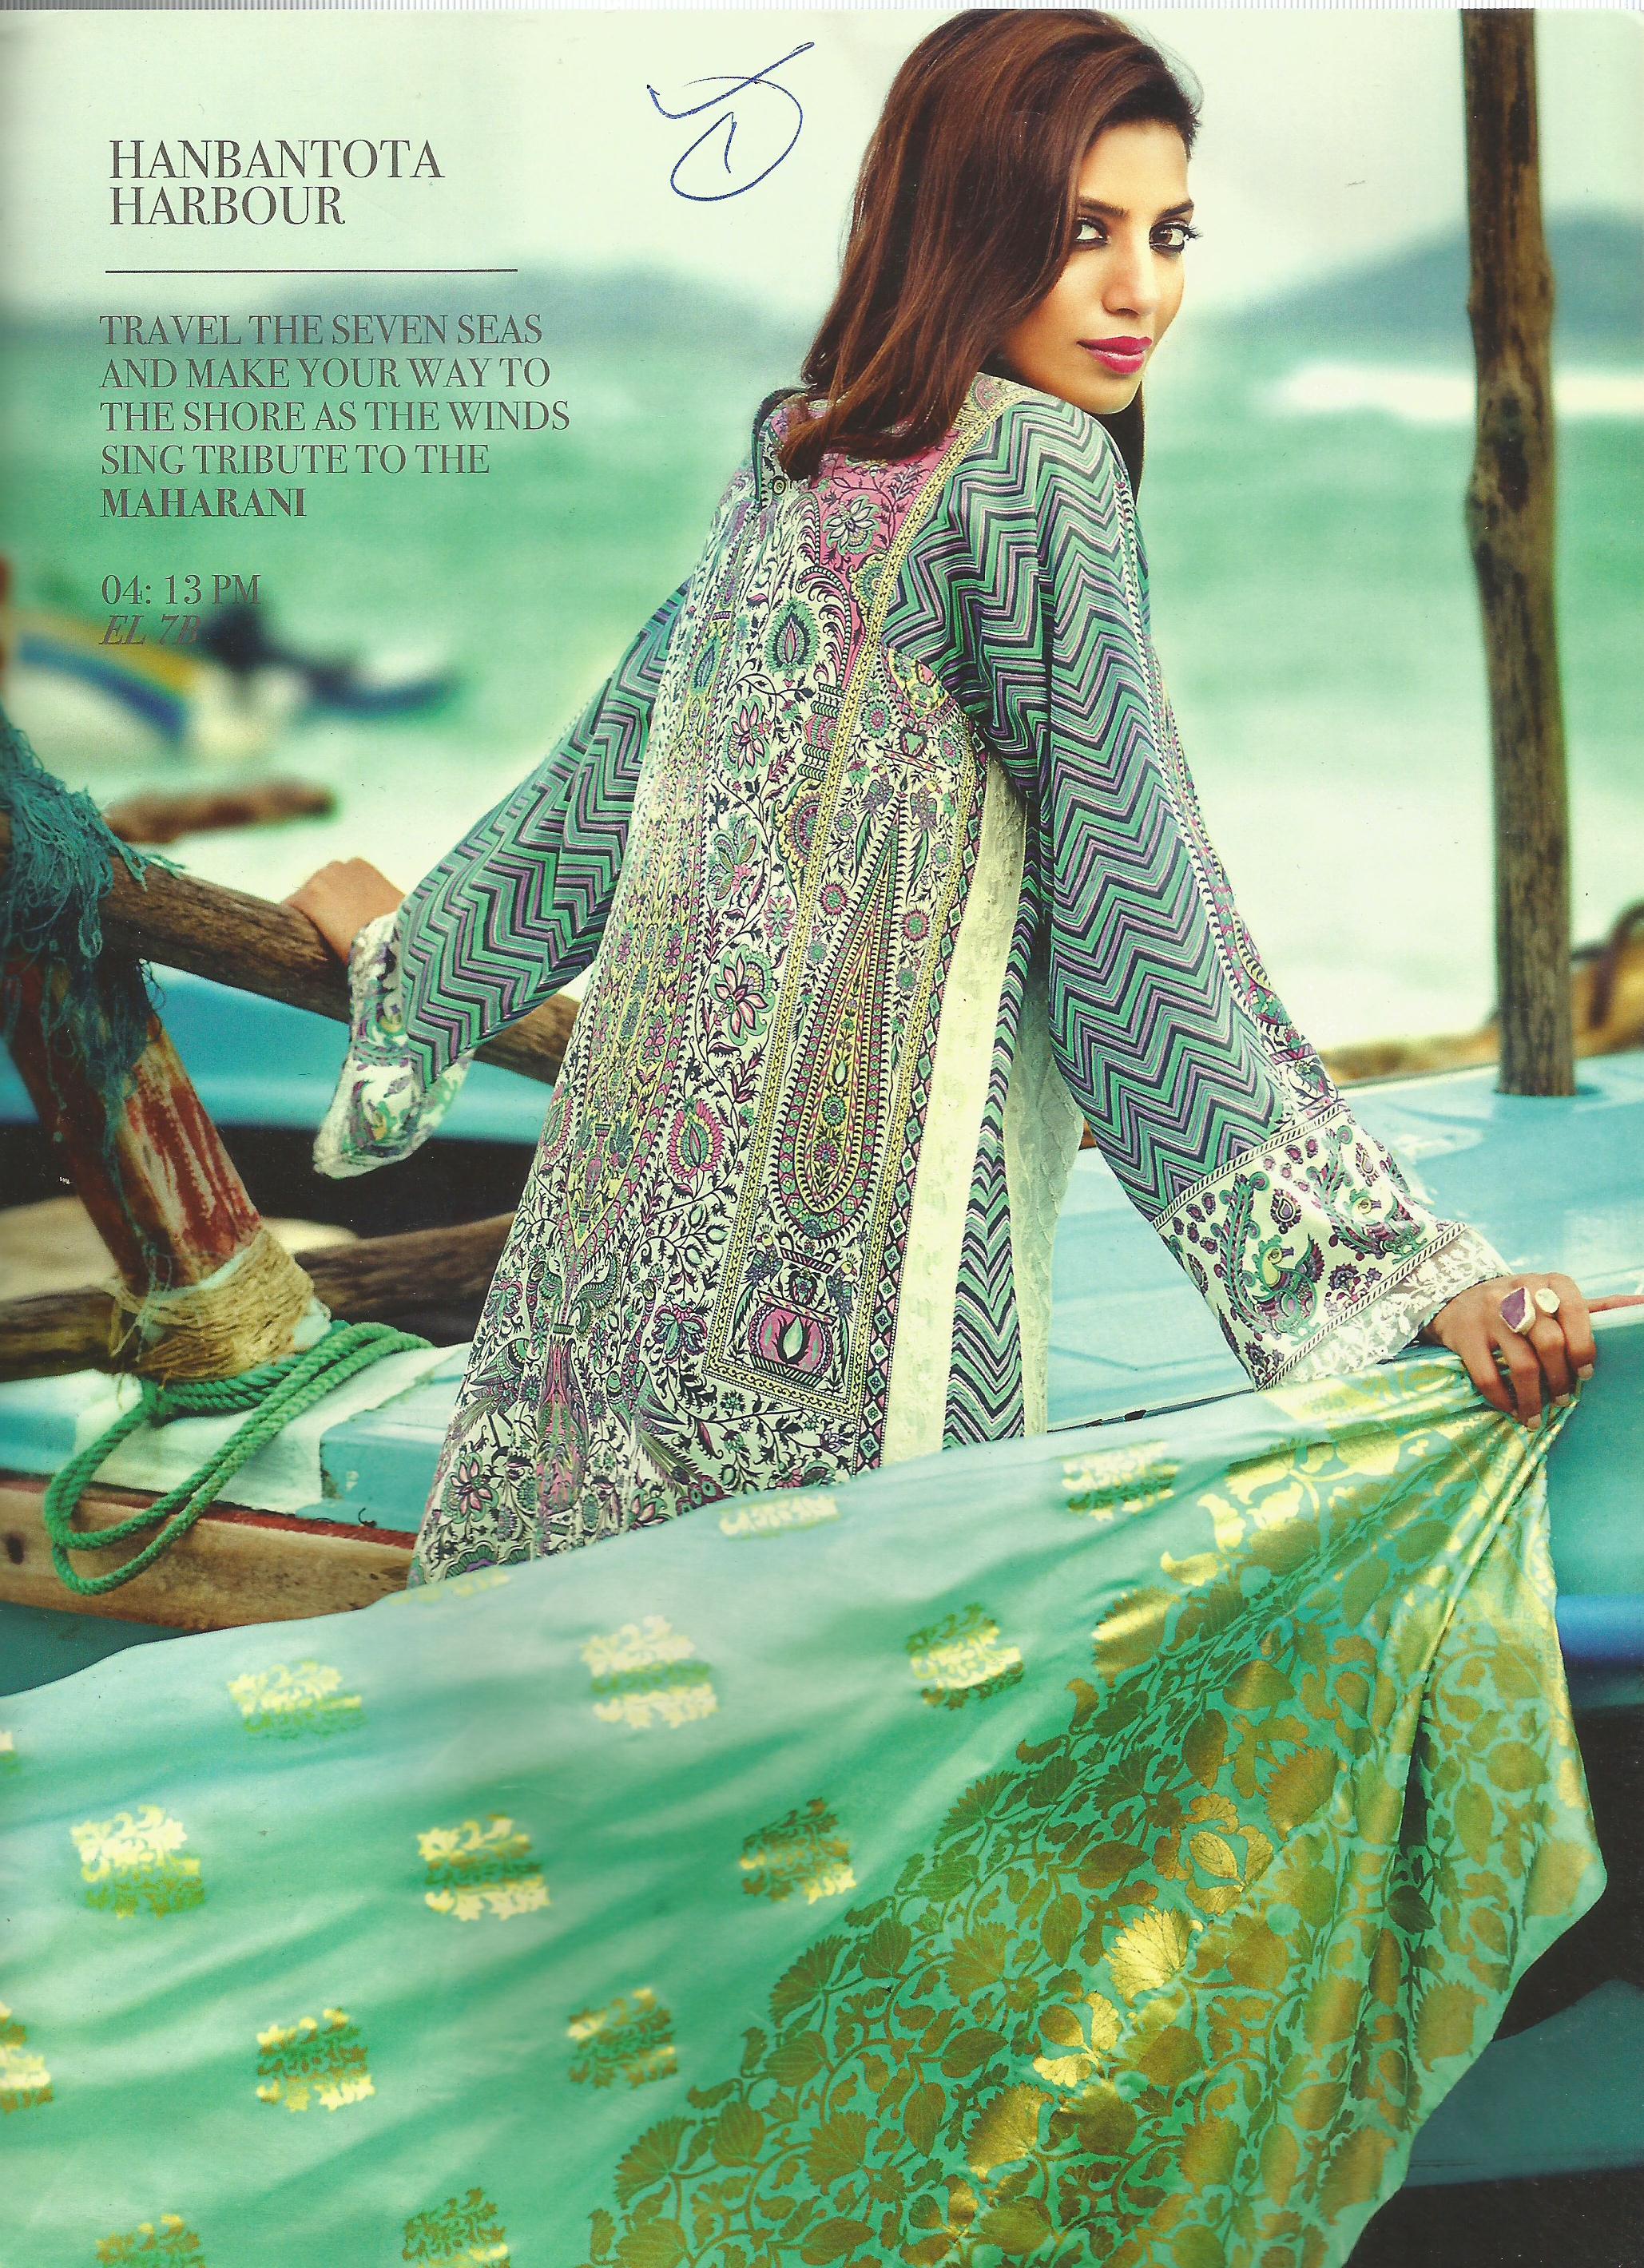 HANBANTOTA
HARBOUR
TRAVEL THE SEVEN SEAS
AND MAKE YOUR WAY TO
THE SHORE AS THE WINDS
SING TRIBUTE TO THE
MAHARANI
04: 13 PM
EL 7B